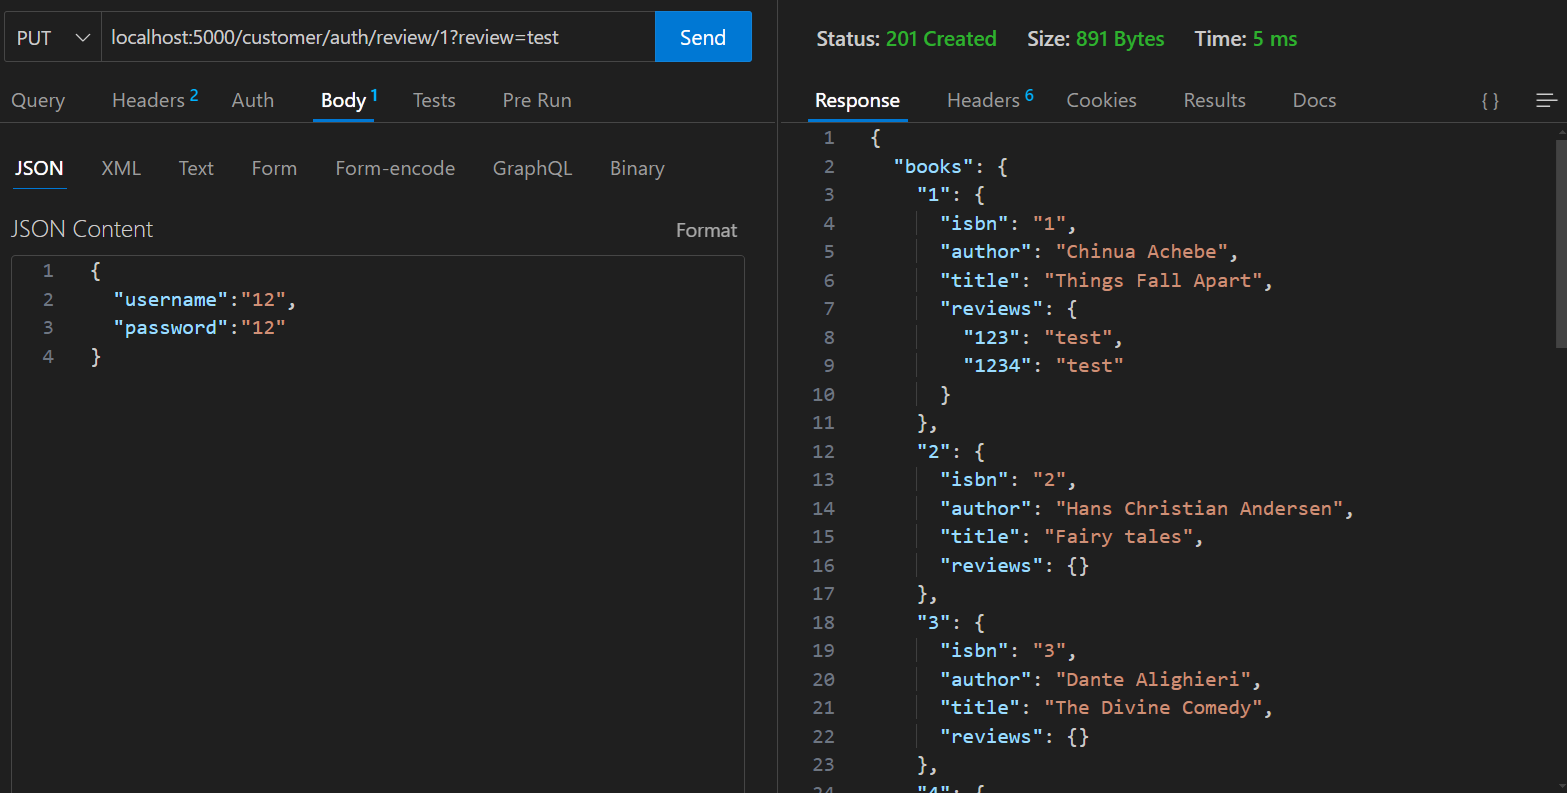 PUT localhost:5000/customer/auth/review/1?review=test Send
Query Headers 2 Auth Body 1 Tests Pre Run
JSON XML Text Form Form-encode GraphQL Binary
JSON Content Format
1 {
2 "username":"12",
3 "password":"12"
4 }
Status: 201 Created Size: 891 Bytes Time: 5 ms
Response Headers 6 Cookies Results Docs { }
1 {
2 "books": {
3 "1": {
4 "isbn": "1",
5 "author": "Chinua Achebe",
6 "title": "Things Fall Apart",
7 "reviews": {
8 "123": "test",
9 "1234": "test"
10 }
11 },
12 "2": {
13 "isbn": "2",
14 "author": "Hans Christian Andersen",
15 "title": "Fairy tales",
16 "reviews": {}
17 },
18 "3": {
19 "isbn": "3",
20 "author": "Dante Alighieri",
21 "title": "The Divine Comedy",
22 "reviews": {}
23 },
24 "4": {